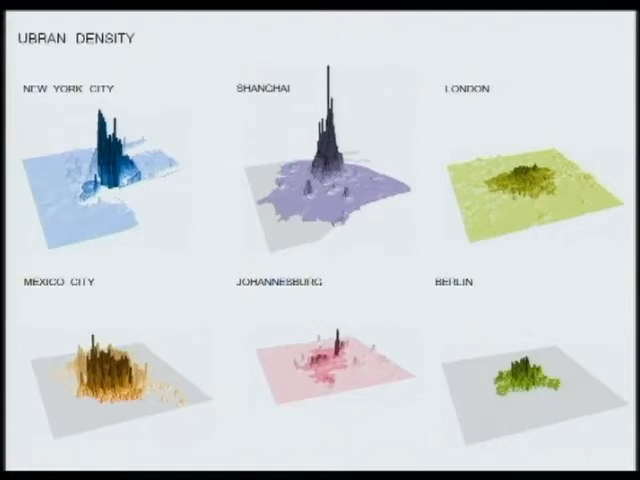 UBRAN DENSITY
NEW YORK CITY
SHANGHAI
LONDON
MEXICO CITY
JOHANNESBURG
BERLIN